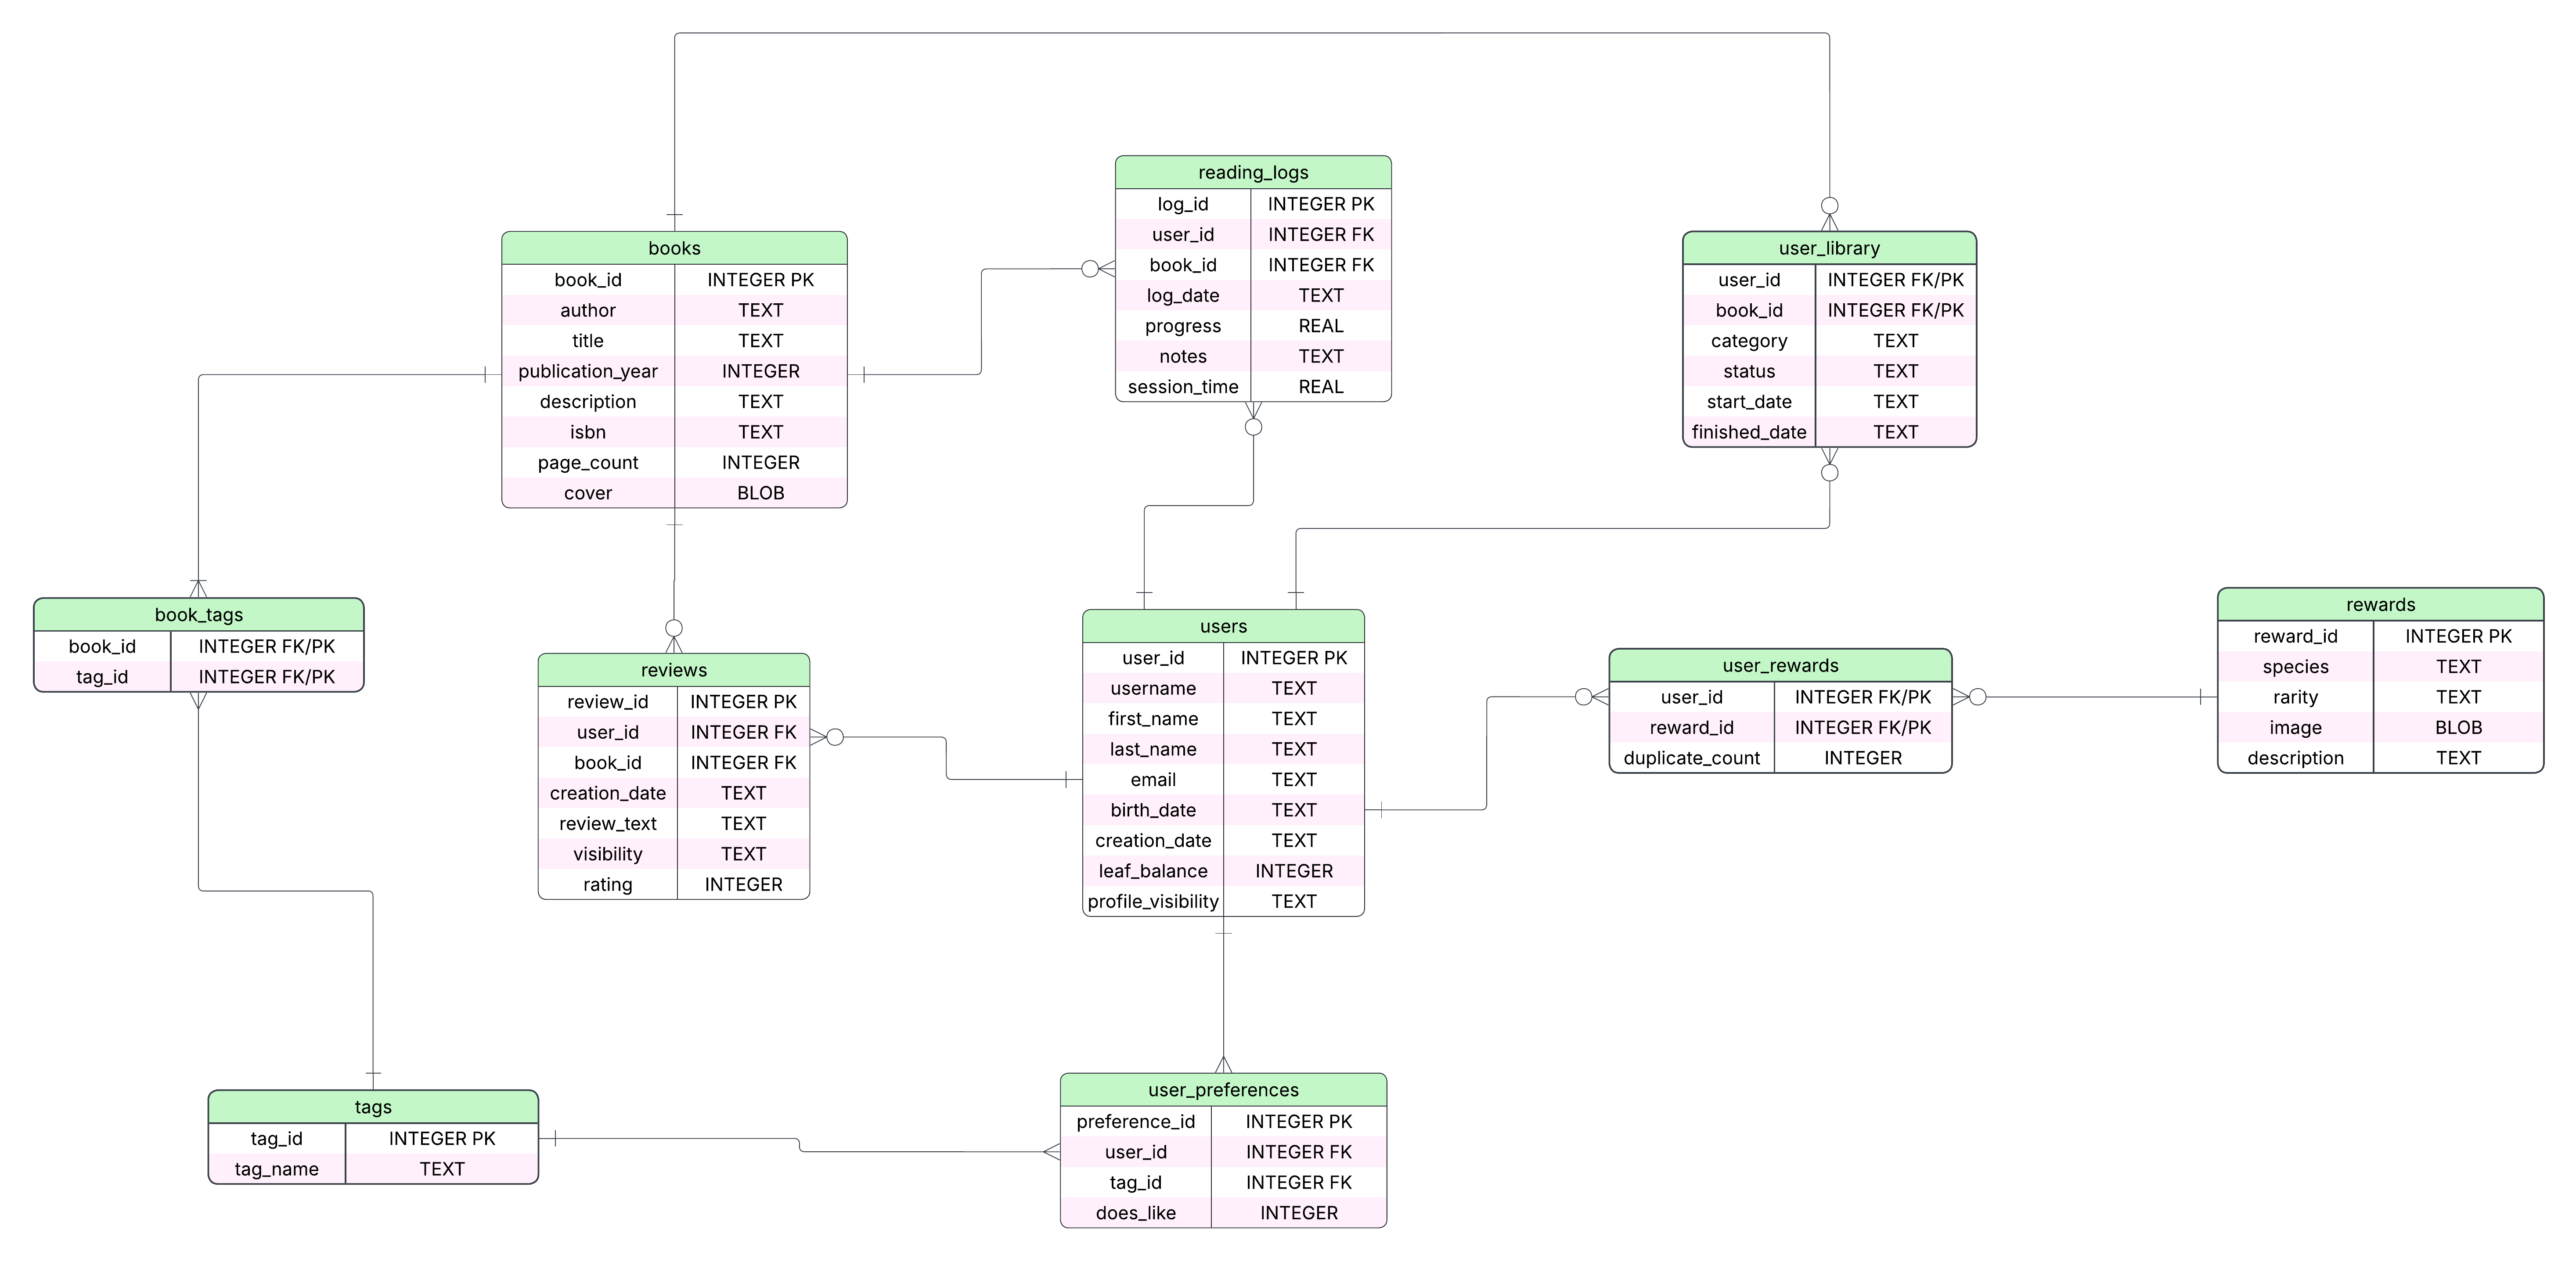 reading_logs
log_id INTEGER PK
user_id INTEGER FK
book_id INTEGER FK
log_date TEXT
progress REAL
notes TEXT
session_time REAL
books
book_id INTEGER PK
author TEXT
title TEXT
publication_year INTEGER
description TEXT
isbn TEXT
page_count INTEGER
cover BLOB
user_library
user_id INTEGER FK/PK
book_id INTEGER FK/PK
category TEXT
status TEXT
start_date TEXT
finished_date TEXT
book_tags
book_id INTEGER FK/PK
tag_id INTEGER FK/PK
reviews
review_id INTEGER PK
user_id INTEGER FK
book_id INTEGER FK
creation_date TEXT
review_text TEXT
visibility TEXT
rating INTEGER
users
user_id INTEGER PK
username TEXT
first_name TEXT
last_name TEXT
email TEXT
birth_date TEXT
creation_date TEXT
leaf_balance INTEGER
profile_visibility TEXT
user_rewards
user_id INTEGER FK/PK
reward_id INTEGER FK/PK
duplicate_count INTEGER
rewards
reward_id INTEGER PK
species TEXT
rarity TEXT
image BLOB
description TEXT
tags
tag_id INTEGER PK
tag_name TEXT
user_preferences
preference_id INTEGER PK
user_id INTEGER FK
tag_id INTEGER FK
does_like INTEGER